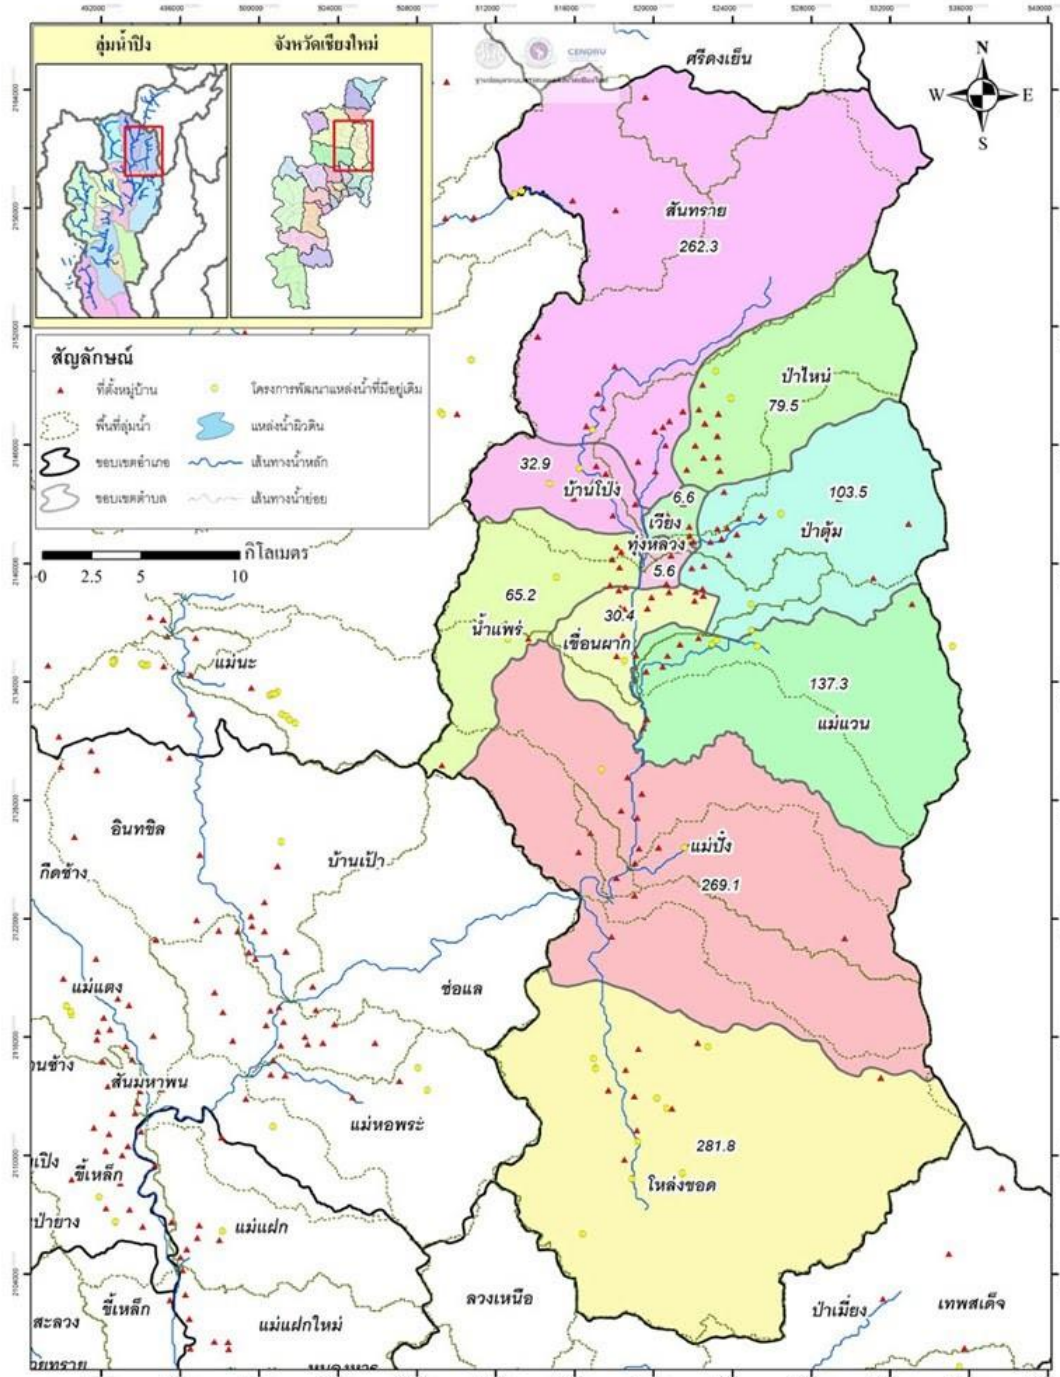 492000 496000 500000 504000 508000 512000 516000 520000 524000 528000 532000 536000 540000
ลุ่มน้ำปิง
จังหวัดเชียงใหม่
CENDRU
ศรีดงเย็น
N
W
E
S
สันทราย
262.3
สัญลักษณ์
ที่ตั้งหมู่บ้าน
โครงการพัฒนาแหล่งน้ำที่มีอยู่เดิม
พื้นที่ลุ่มน้ำ
แหล่งน้ำผิวดิน
ขอบเขตอำเภอ
เส้นทางน้ำหลัก
ขอบเขตตำบล
เส้นทางน้ำย่อย
0 2.5 5 10 กิโลเมตร
ป่าไหน่
79.5
32.9
บ้านโป่ง
6.6
เวียง
103.5
ป่าตุ้ม
ทุ่งหลวง
5.6
65.2
น้ำแพร่
30.4
เขื่อนผาก
137.3
แม่แวน
แม่นะ
อินทขิล
บ้านเป้า
กึ๊ดช้าง
แม่ปั๋ง
269.1
แม่แตง
ช่อแล
สันมหาพน
แม่หอพระ
ขี้เหล็ก
281.8
โหล่งขอด
แม่แฝก
ลวงเหนือ
ป่าเมี่ยง
เทพเสด็จ
สะลวง
ขี้เหล็ก
แม่แฝกใหม่